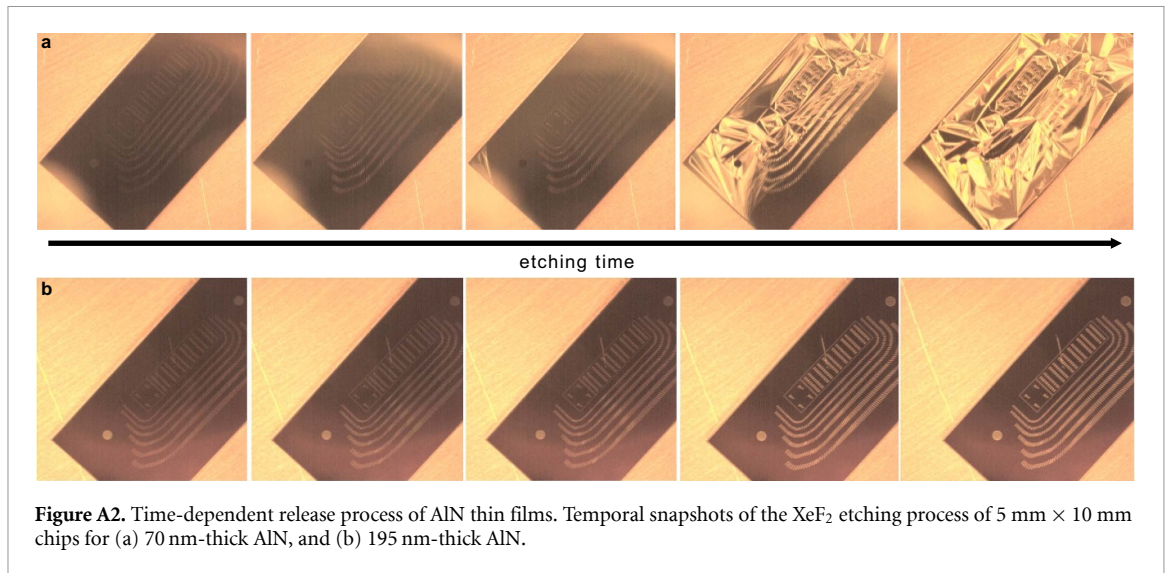 a
etching time
b
Figure A2. Time-dependent release process of AlN thin films. Temporal snapshots of the XeF₂ etching process of 5 mm × 10 mm
chips for (a) 70 nm-thick AlN, and (b) 195 nm-thick AlN.